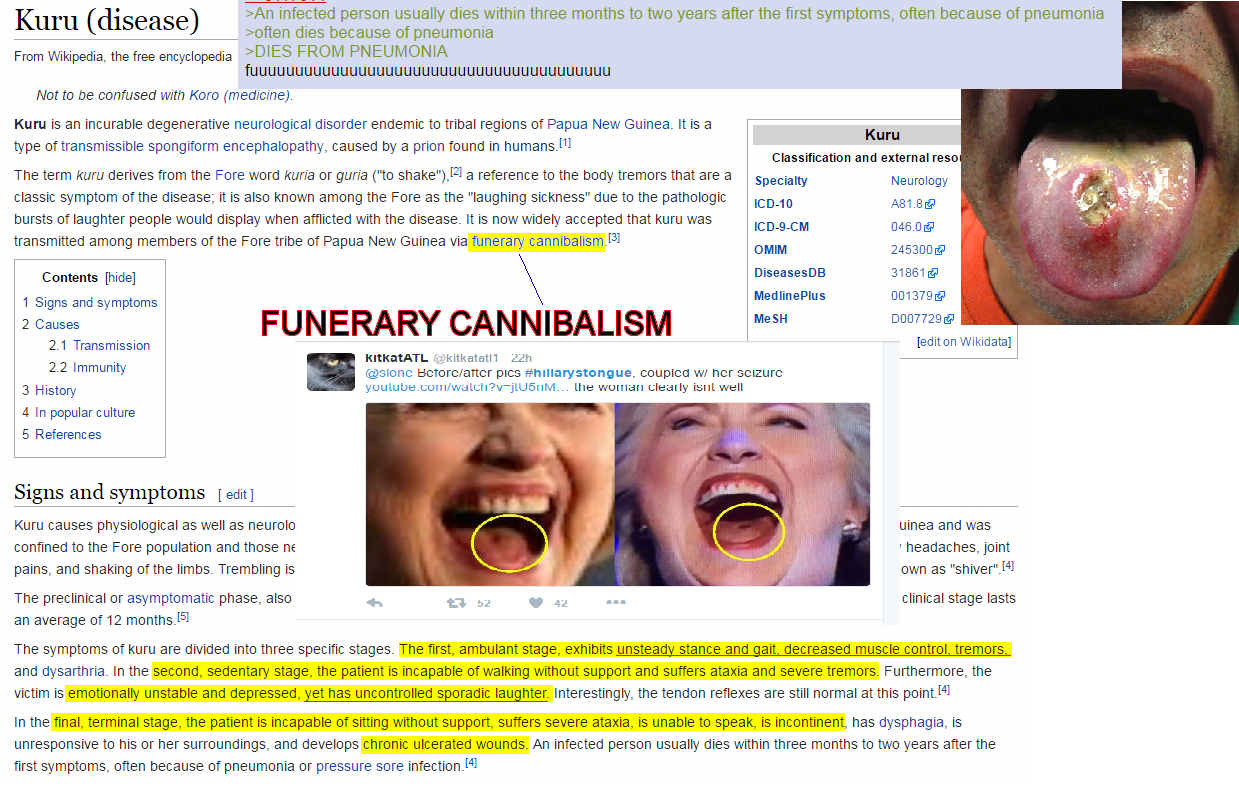 Kuru (disease)
From Wikipedia, the free encyclopedia
>An infected person usually dies within three months to two years after the first symptoms, often because of pneumonia
>often dies because of pneumonia
>DIES FROM PNEUMONIA
fuuuuuuuuuuuuuuuuuuuuuuuuuuuuuuuuuuuuuuuu
Not to be confused with Koro (medicine).
Kuru is an incurable degenerative neurological disorder endemic to tribal regions of Papua New Guinea. It is a
type of transmissible spongiform encephalopathy, caused by a prion found in humans.[1]
The term kuru derives from the Fore word kuria or guria ("to shake"),[2] a reference to the body tremors that are a
classic symptom of the disease; it is also known among the Fore as the "laughing sickness" due to the pathologic
bursts of laughter people would display when afflicted with the disease. It is now widely accepted that kuru was
transmitted among members of the Fore tribe of Papua New Guinea via funerary cannibalism.[3]
Kuru
Classification and external resou
Specialty Neurology
ICD-10 A81.8
ICD-9-CM 046.0
OMIM 245300
DiseasesDB 31861
MedlinePlus 001379
MeSH D007729
[edit on Wikidata]
Contents [hide]
1 Signs and symptoms
2 Causes
2.1 Transmission
2.2 Immunity
3 History
4 In popular culture
5 References
FUNERARY CANNIBALISM
kitkatATL @kitkatatl1 22h
@slone Before/after pics #hillarystongue, coupled w/ her seizure
youtube.com/watch?v=jtU5nM... the woman clearly isnt well
52 42
Signs and symptoms [ edit ]
Kuru causes physiological as well as neurolo uinea and was
confined to the Fore population and those ne y headaches, joint
pains, and shaking of the limbs. Trembling is own as "shiver".[4]
The preclinical or asymptomatic phase, also clinical stage lasts
an average of 12 months.[5]
The symptoms of kuru are divided into three specific stages. The first, ambulant stage, exhibits unsteady stance and gait, decreased muscle control, tremors,
and dysarthria. In the second, sedentary stage, the patient is incapable of walking without support and suffers ataxia and severe tremors. Furthermore, the
victim is emotionally unstable and depressed, yet has uncontrolled sporadic laughter. Interestingly, the tendon reflexes are still normal at this point.[4]
In the final, terminal stage, the patient is incapable of sitting without support, suffers severe ataxia, is unable to speak, is incontinent, has dysphagia, is
unresponsive to his or her surroundings, and develops chronic ulcerated wounds. An infected person usually dies within three months to two years after the
first symptoms, often because of pneumonia or pressure sore infection.[4]